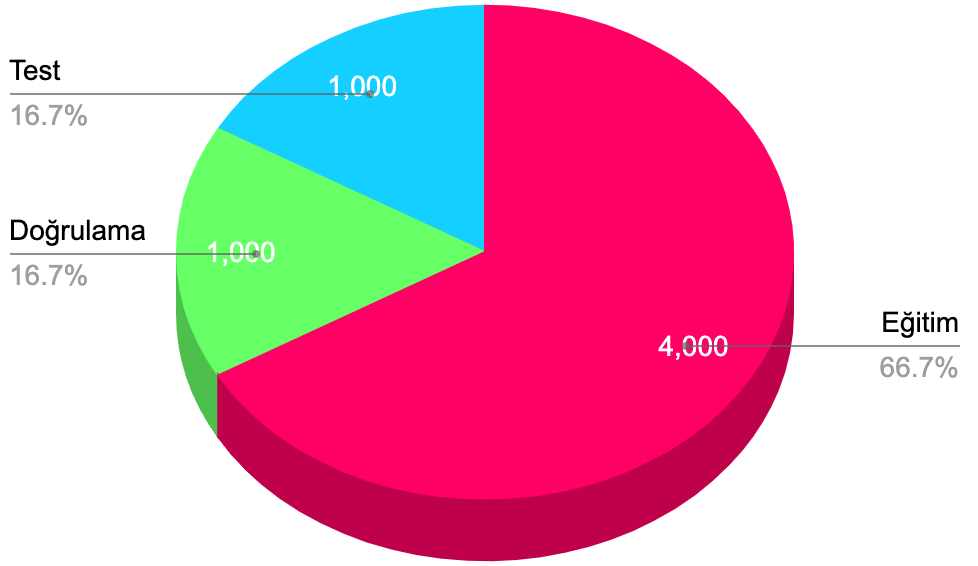 Test
16.7%
1,000
Doğrulama
16.7%
1,000
Eğitim
66.7%
4,000